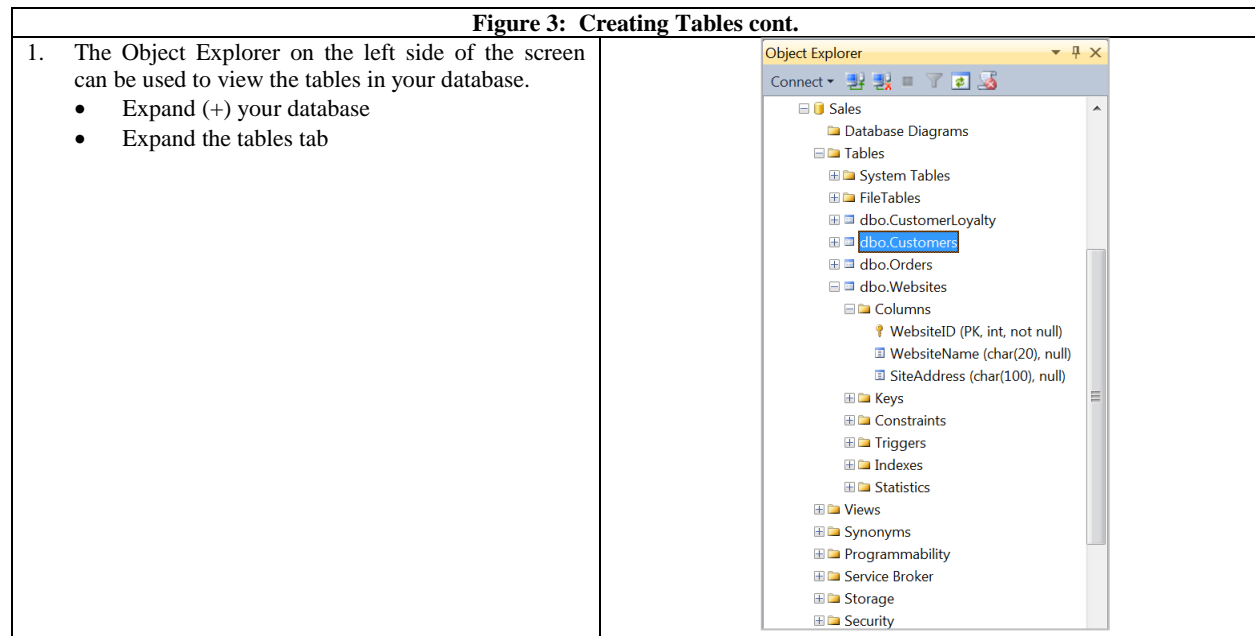 Figure 3: Creating Tables cont.
1. The Object Explorer on the left side of the screen
can be used to view the tables in your database.
• Expand (+) your database
• Expand the tables tab
Object Explorer
Connect
Sales
Database Diagrams
Tables
System Tables
FileTables
dbo.CustomerLoyalty
dbo.Customers
dbo.Orders
dbo.Websites
Columns
WebsiteID (PK, int, not null)
WebsiteName (char(20), null)
SiteAddress (char(100), null)
Keys
Constraints
Triggers
Indexes
Statistics
Views
Synonyms
Programmability
Service Broker
Storage
Security